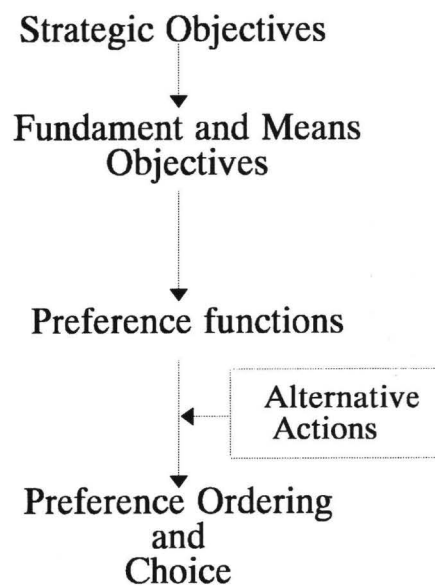 Strategic Objectives
Fundament and Means
Objectives
Preference functions
Alternative
Actions
Preference Ordering
and
Choice